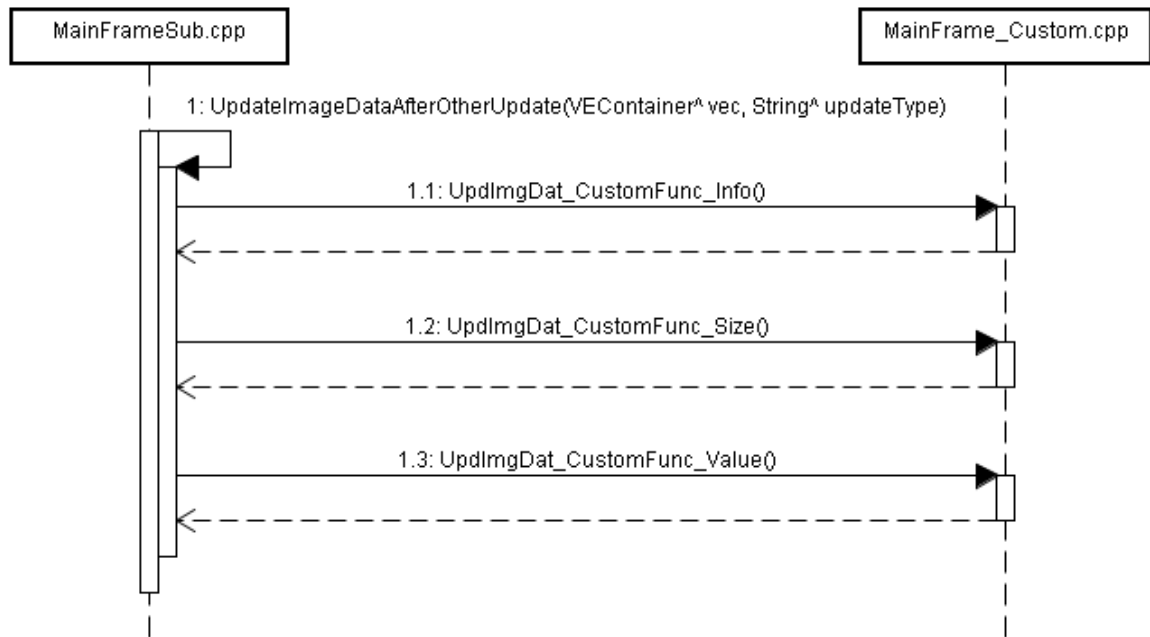 MainFrameSub.cpp
MainFrame_Custom.cpp
1: UpdateImageDataAfterOtherUpdate(VEContainer^ vec, String^ updateType)
1.1: UpdImgDat_CustomFunc_Info()
1.2: UpdImgDat_CustomFunc_Size()
1.3: UpdImgDat_CustomFunc_Value()